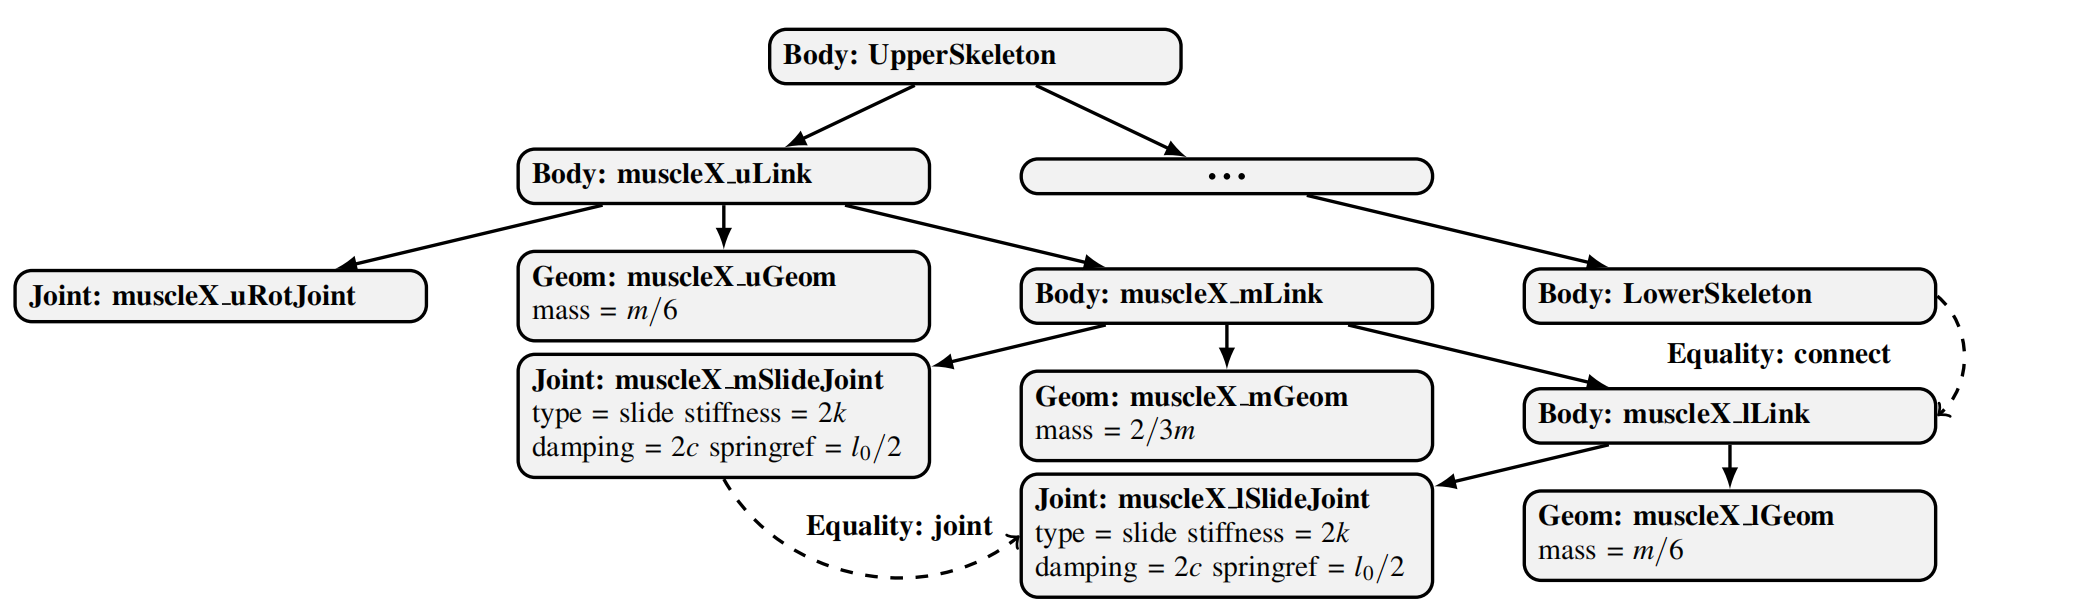 Body: UpperSkeleton
Body: muscleX_uLink
...
Joint: muscleX_uRotJoint
Geom: muscleX_uGeom
mass = m/6
Body: muscleX_mLink
Body: LowerSkeleton
Equality: connect
Joint: muscleX_mSlideJoint
type = slide stiffness = 2k
damping = 2c springref = l₀/2
Geom: muscleX_mGeom
mass = 2/3m
Body: muscleX_lLink
Equality: joint
Joint: muscleX_lSlideJoint
type = slide stiffness = 2k
damping = 2c springref = l₀/2
Geom: muscleX_lGeom
mass = m/6